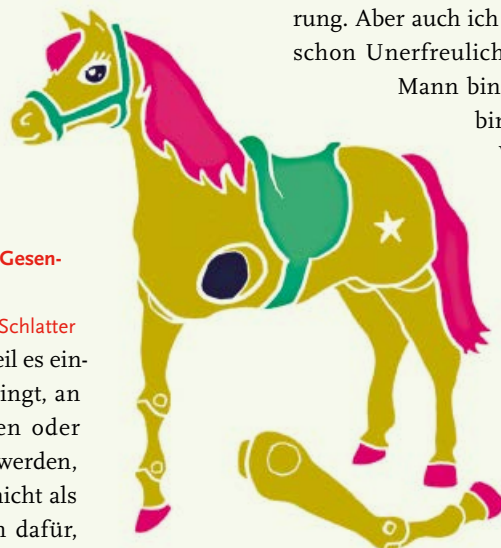 Gesen-
Schlatter
eil es ein-
ingt, an
en oder
werden,
nicht als
n dafür,
rung. Aber auch ich
schon Unerfreulich
Mann bin
bin